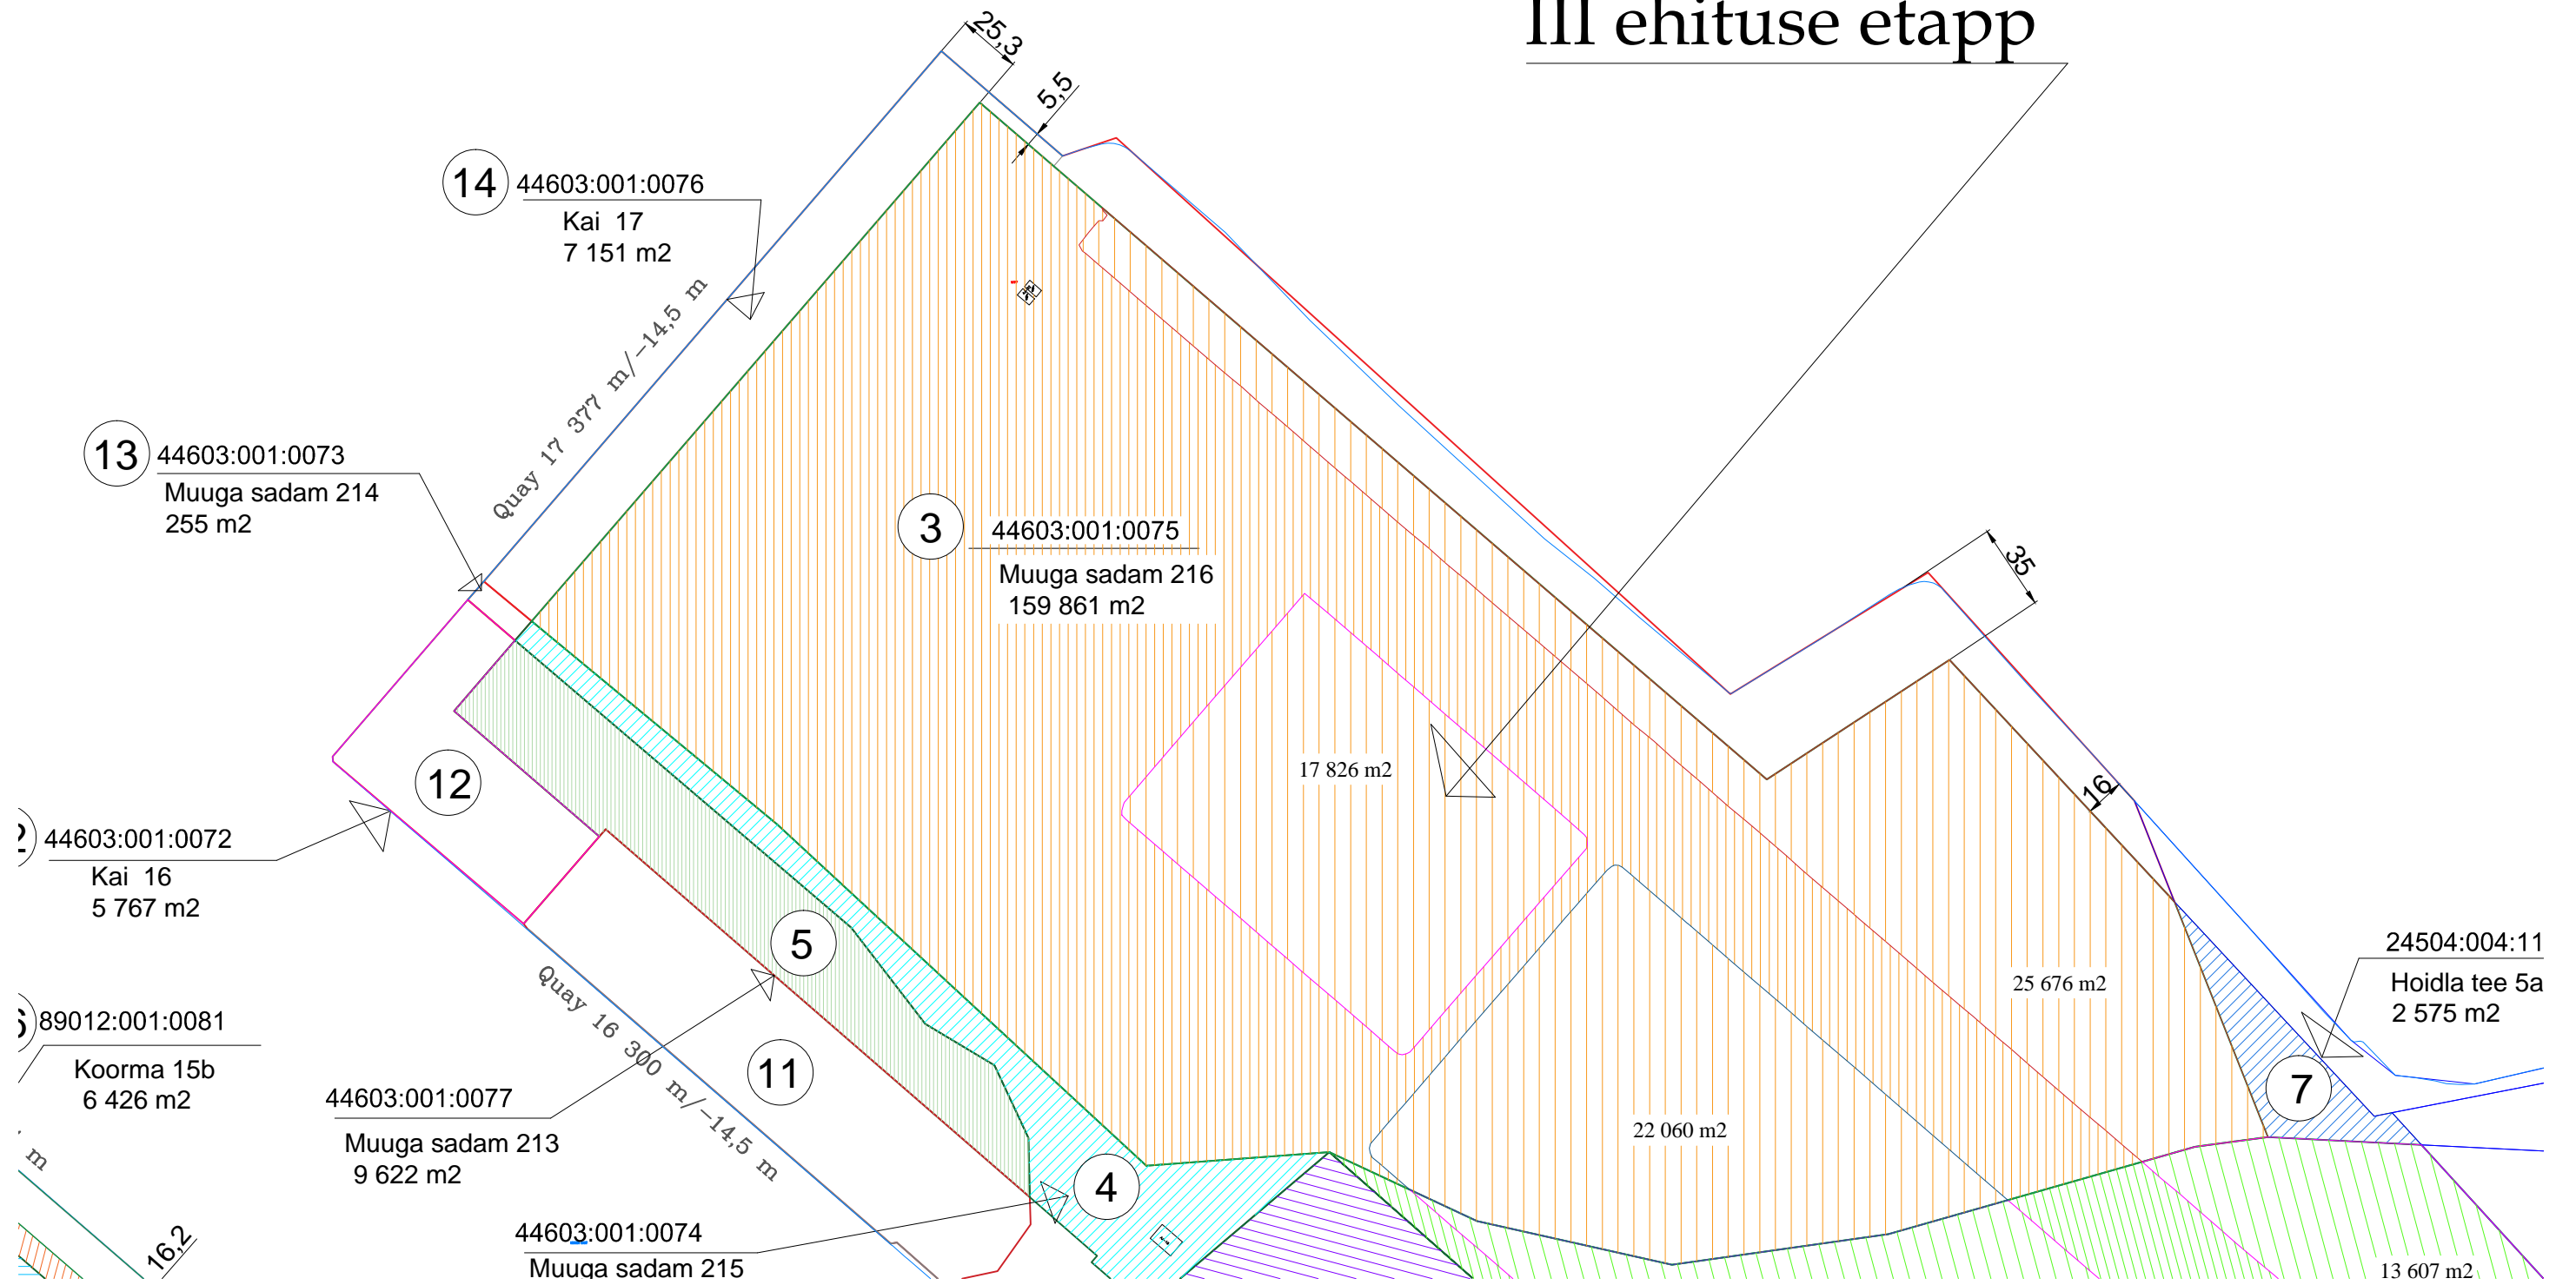 III ehituse etapp
25,3
5,5
14
44603:001:0076
Kai 17
7 151 m2
Quay 17 377 m/-14,5 m
13
44603:001:0073
Muuga sadam 214
255 m2
3
44603:001:0075
Muuga sadam 216
159 861 m2
35
17 826 m2
16
12
44603:001:0072
Kai 16
5 767 m2
5
24504:004:11
Hoidla tee 5a
2 575 m2
25 676 m2
89012:001:0081
Koorma 15b
6 426 m2
Quay 16 300 m/-14,5 m
11
7
44603:001:0077
Muuga sadam 213
9 622 m2
22 060 m2
4
m
16,2
44603:001:0074
Muuga sadam 215
13 607 m2